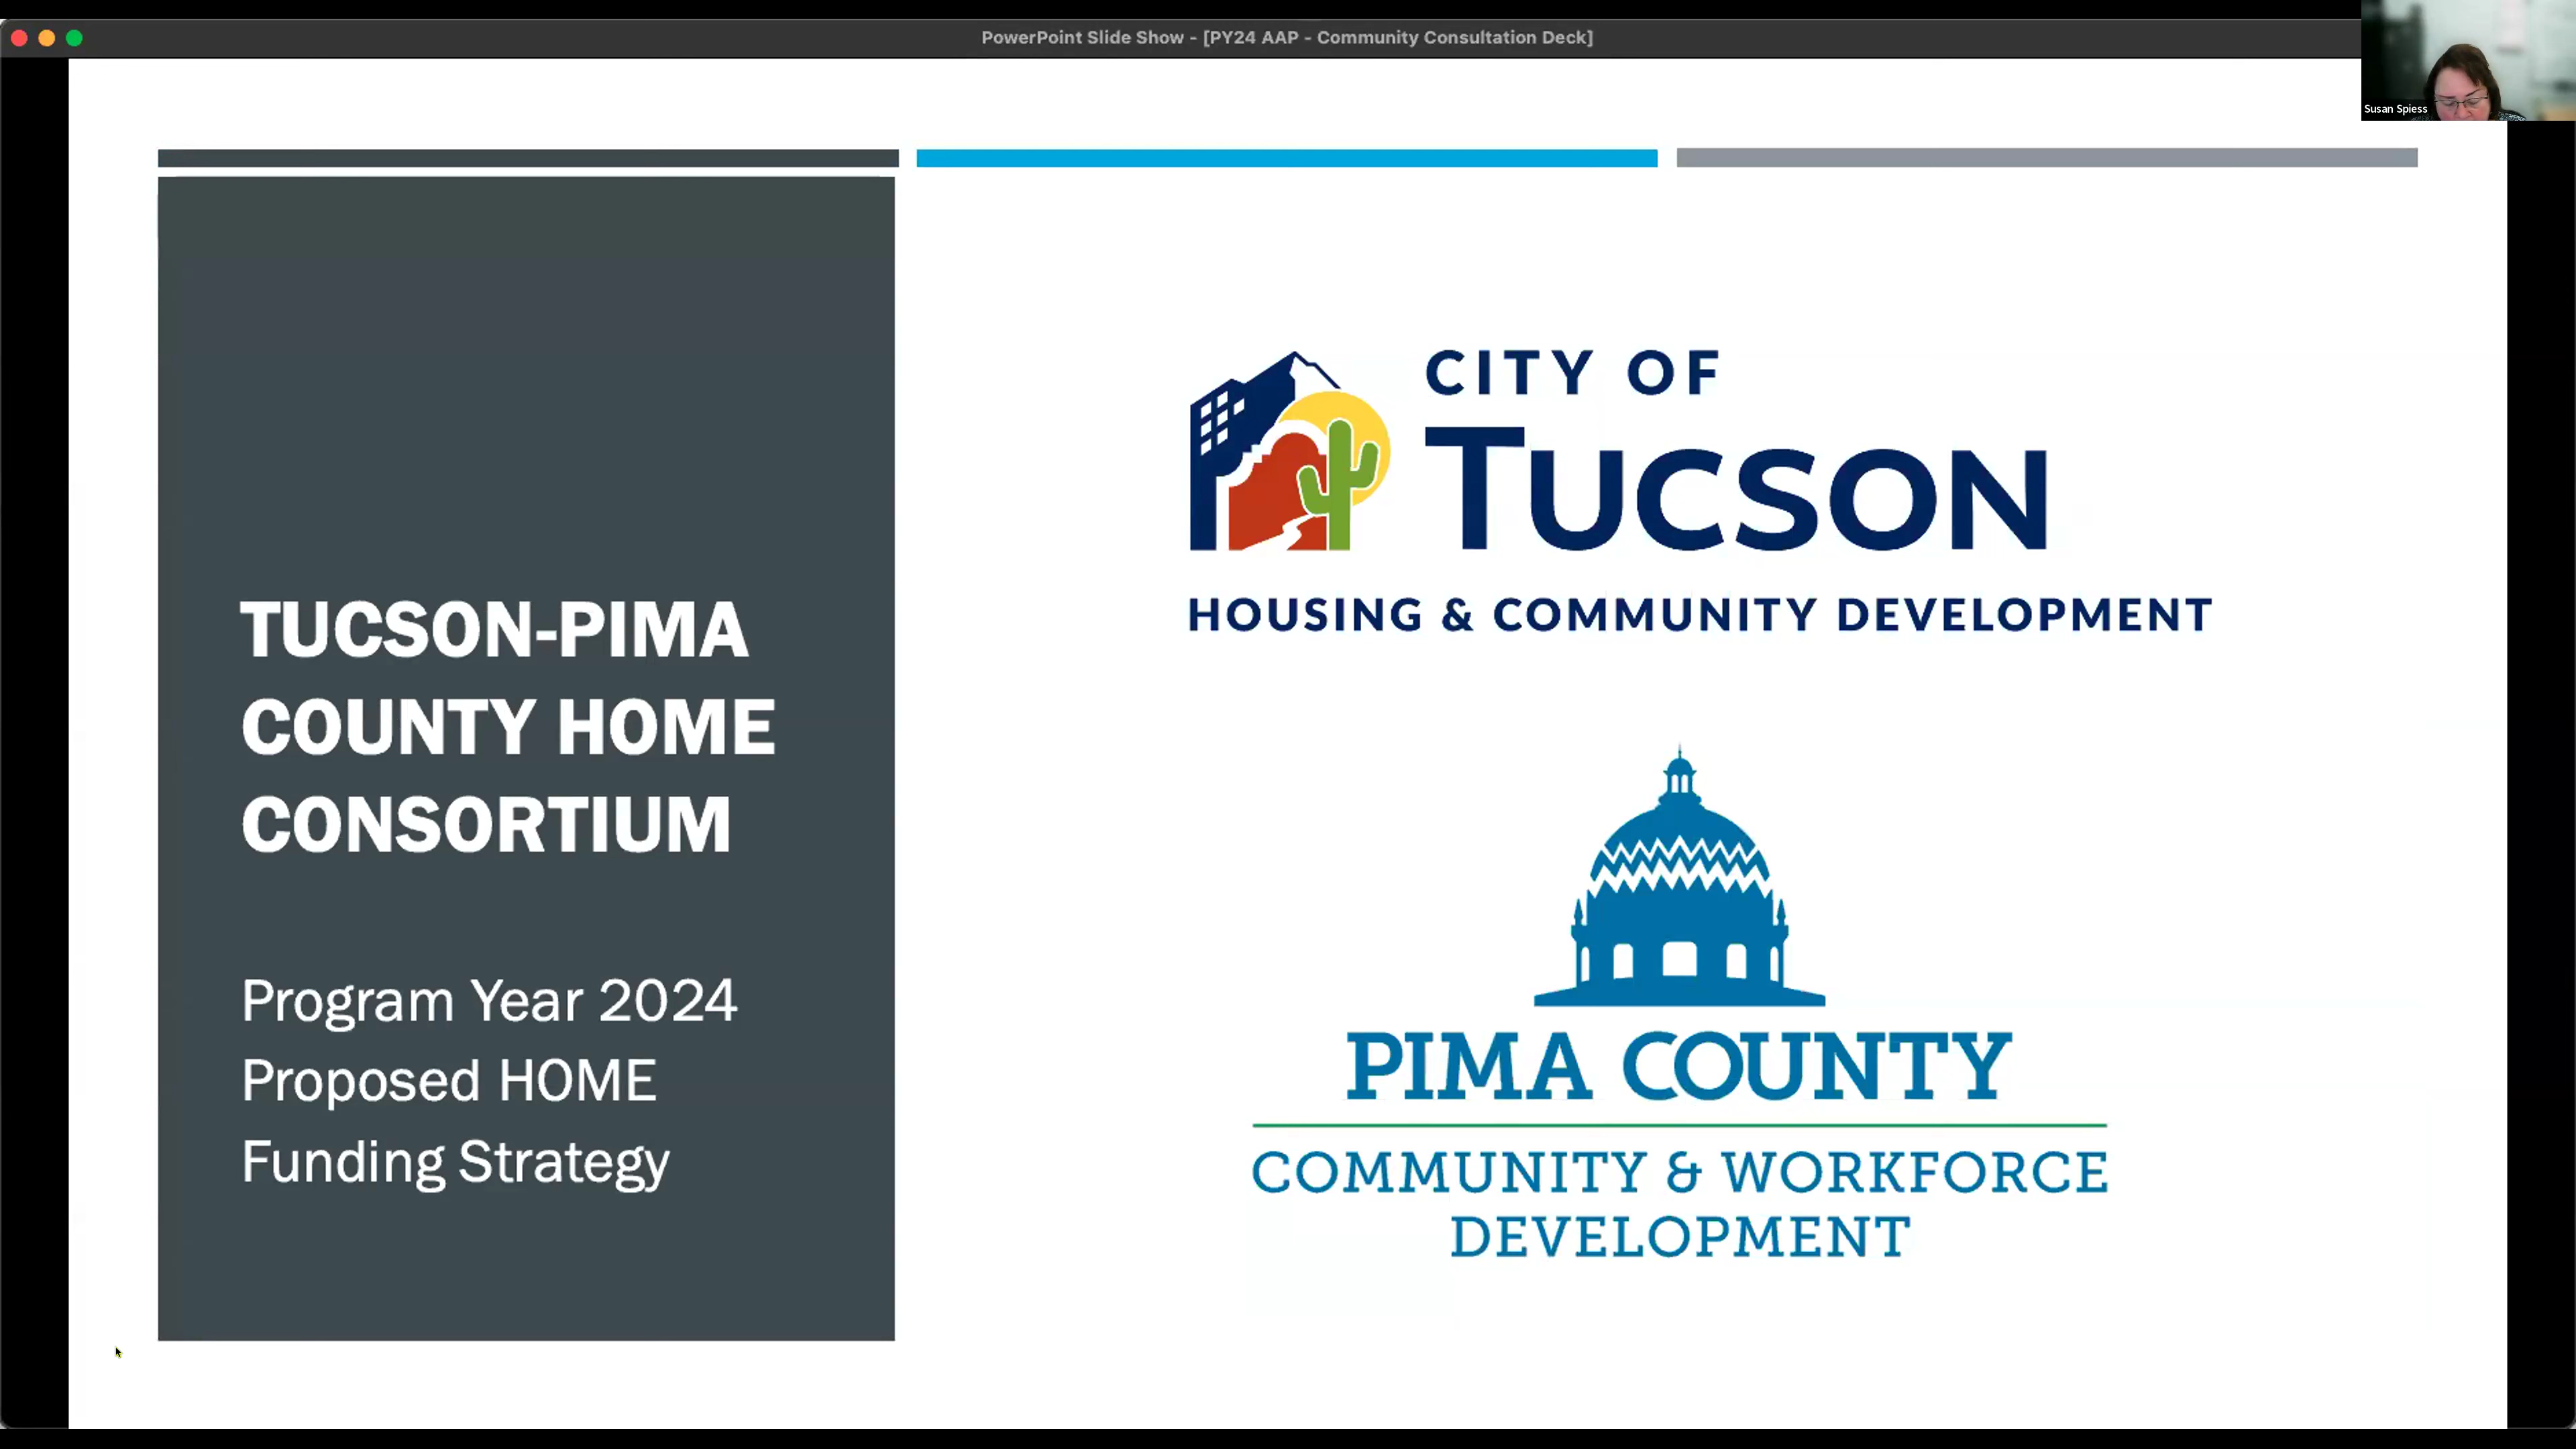 PowerPoint Slide Show - [PY24 AAP - Community Consultation Deck]
Susan Spiess
TUCSON-PIMA
COUNTY HOME
CONSORTIUM
Program Year 2024
Proposed HOME
Funding Strategy
CITY OF
TUCSON
HOUSING & COMMUNITY DEVELOPMENT
PIMA COUNTY
COMMUNITY & WORKFORCE
DEVELOPMENT